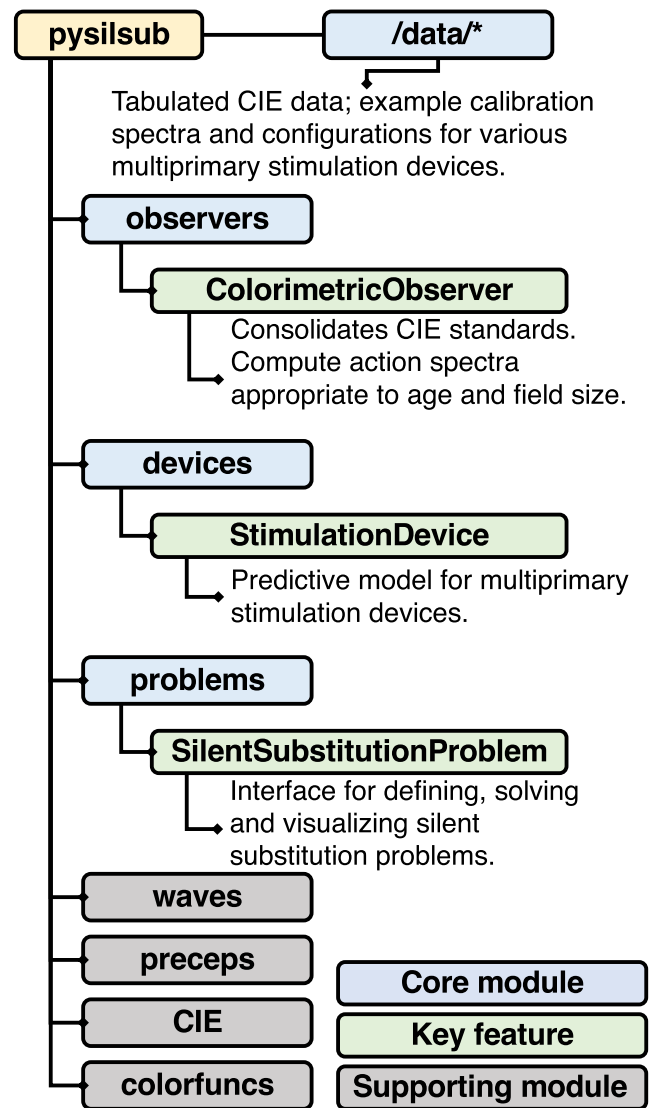 pysilsub
/data/*
Tabulated CIE data; example calibration
spectra and configurations for various
multiprimary stimulation devices.
observers
ColorimetricObserver
Consolidates CIE standards.
Compute action spectra
appropriate to age and field size.
devices
StimulationDevice
Predictive model for multiprimary
stimulation devices.
problems
SilentSubstitutionProblem
Interface for defining, solving
and visualizing silent
substitution problems.
waves
preceps
CIE
colorfuncs
Core module
Key feature
Supporting module